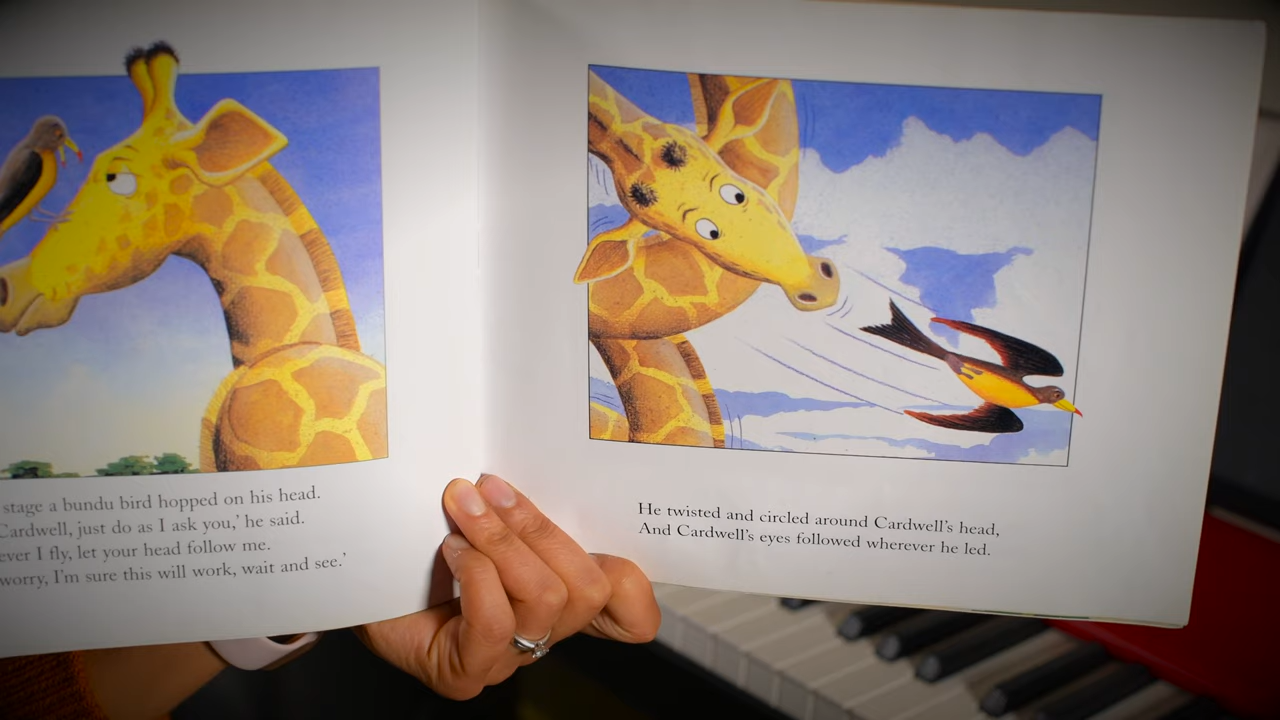 stage a bundu bird hopped on his head.
Cardwell, just do as I ask you,' he said.
ever I fly, let your head follow me.
worry, I'm sure this will work, wait and see.'
He twisted and circled around Cardwell's head,
And Cardwell's eyes followed wherever he led.